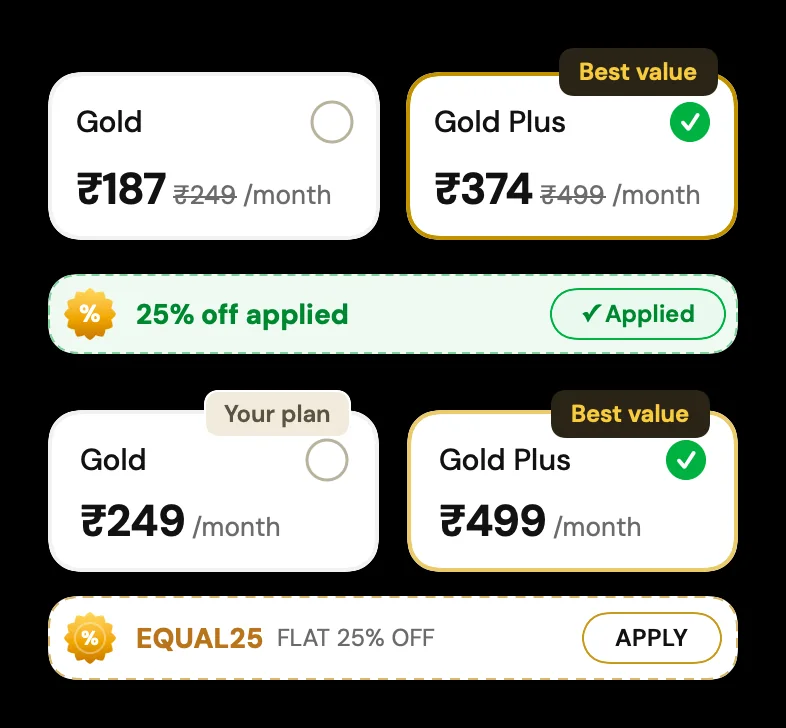 Best value
Gold
Gold Plus
₹187 ₹249 /month
₹374 ₹499 /month
% 25% off applied ✓ Applied
Your plan
Best value
Gold
Gold Plus
₹249 /month
₹499 /month
% EQUAL25 FLAT 25% OFF APPLY